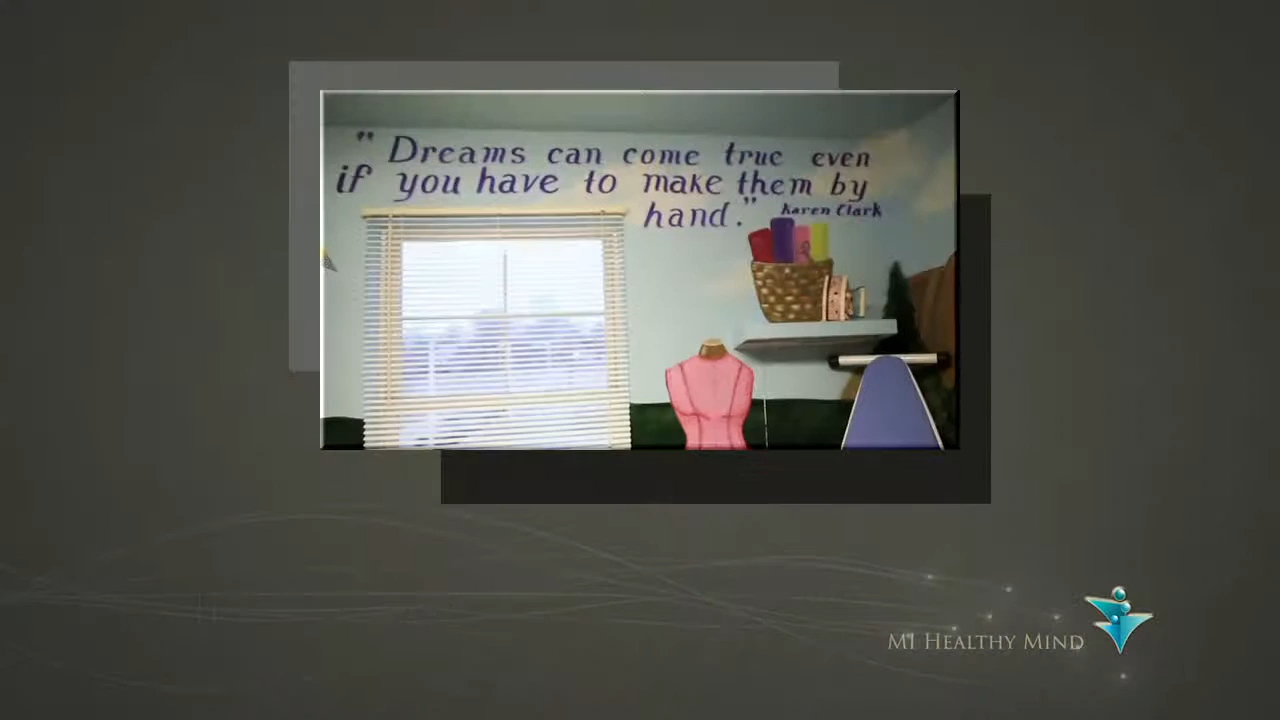 " Dreams can come true even
if you have to make them by
hand." Karen Clark
MI HEALTHY MIND